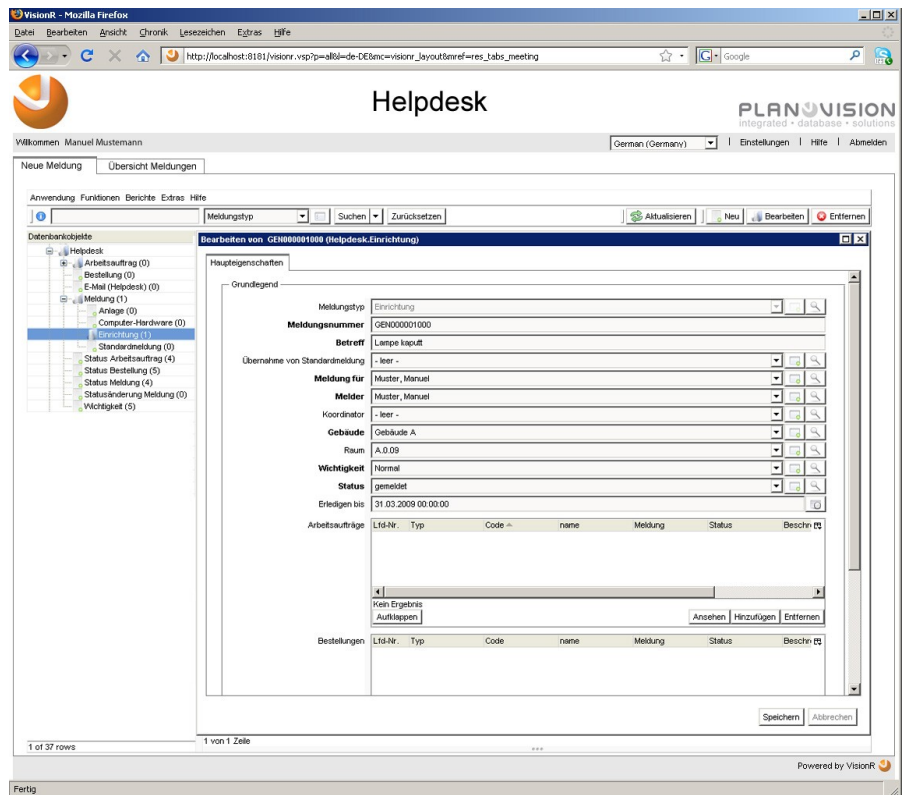 VisionR - Mozilla Firefox
Datei Bearbeiten Ansicht Chronik Lesezeichen Extras Hilfe
http://localhost:8181/visionr.vsp?p=all&l=de-DE&mc=visionr_layout&mref=res_tabs_meeting
Google
Helpdesk
PLANVISION
integrated • database • solutions
Willkommen Manuel Mustemann
German (Germany) | Einstellungen | Hilfe | Abmelden
Neue Meldung Übersicht Meldungen
Anwendung Funktionen Berichte Extras Hilfe
Meldungstyp Suchen Zurücksetzen Aktualisieren Neu Bearbeiten Entfernen
Datenbankobjekte
Helpdesk
Arbeitsauftrag (0)
Bestellung (0)
E-Mail (Helpdesk) (0)
Meldung (1)
Anlage (0)
Computer-Hardware (0)
Einrichtung (1)
Standardmeldung (0)
Status Arbeitsauftrag (4)
Status Bestellung (5)
Status Meldung (4)
Statusänderung Meldung (0)
Wichtigkeit (5)
1 of 37 rows
Bearbeiten von GEN000001000 (Helpdesk.Einrichtung)
Haupteigenschaften
Grundlegend
Meldungstyp Einrichtung
Meldungsnummer GEN000001000
Betreff Lampe kaputt
Übernahme von Standardmeldung - leer -
Meldung für Muster, Manuel
Melder Muster, Manuel
Koordinator - leer -
Gebäude Gebäude A
Raum A.0.09
Wichtigkeit Normal
Status gemeldet
Erledigen bis 31.03.2009 00:00:00
Arbeitsaufträge Lfd-Nr. Typ Code name Meldung Status Beschre
Kein Ergebnis
Aufklappen Ansehen Hinzufügen Entfernen
Bestellungen Lfd-Nr. Typ Code name Meldung Status Beschre
Speichern Abbrechen
1 von 1 Zeile
Powered by VisionR
Fertig